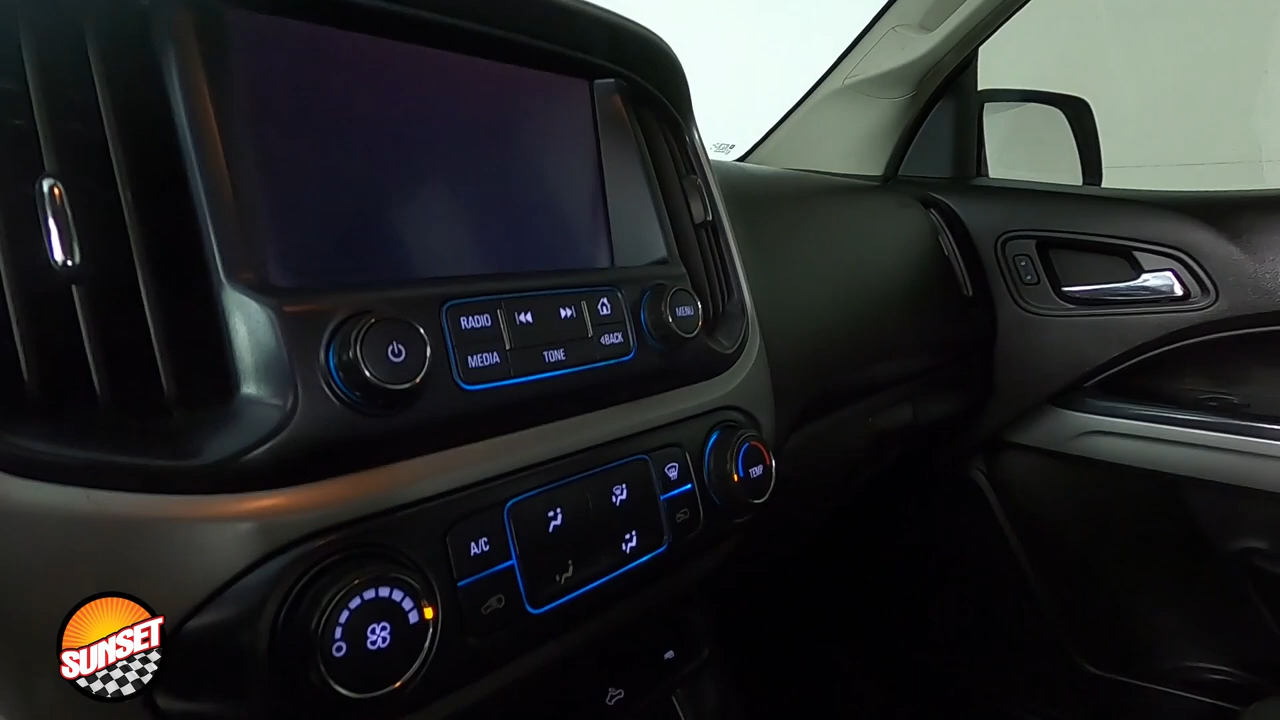 RADIO
MEDIA
TONE
BACK
MENU
TEMP
A/C
SUNSET